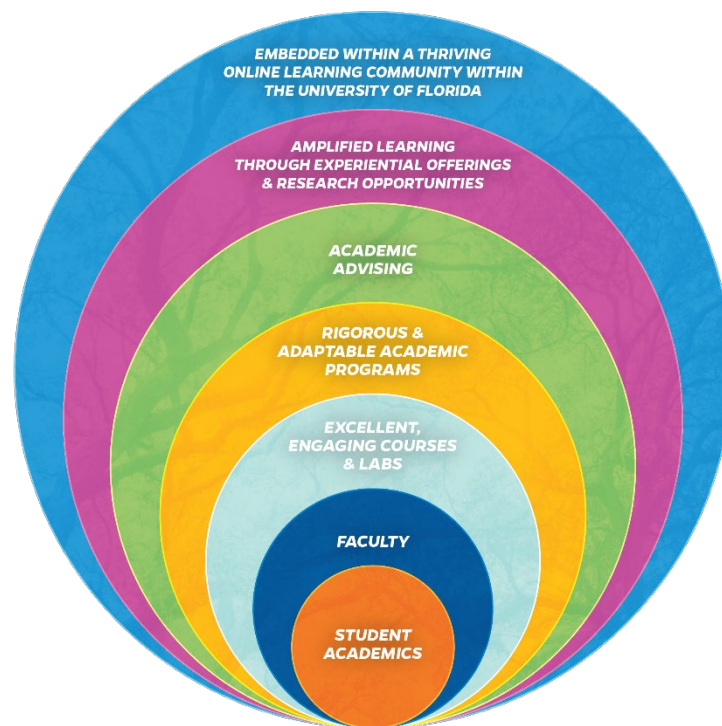 EMBEDDED WITHIN A THRIVING
ONLINE LEARNING COMMUNITY WITHIN
THE UNIVERSITY OF FLORIDA
AMPLIFIED LEARNING
THROUGH EXPERIENTIAL OFFERINGS
& RESEARCH OPPORTUNITIES
ACADEMIC
ADVISING
RIGOROUS &
ADAPTABLE ACADEMIC
PROGRAMS
EXCELLENT,
ENGAGING COURSES
& LABS
FACULTY
STUDENT
ACADEMICS